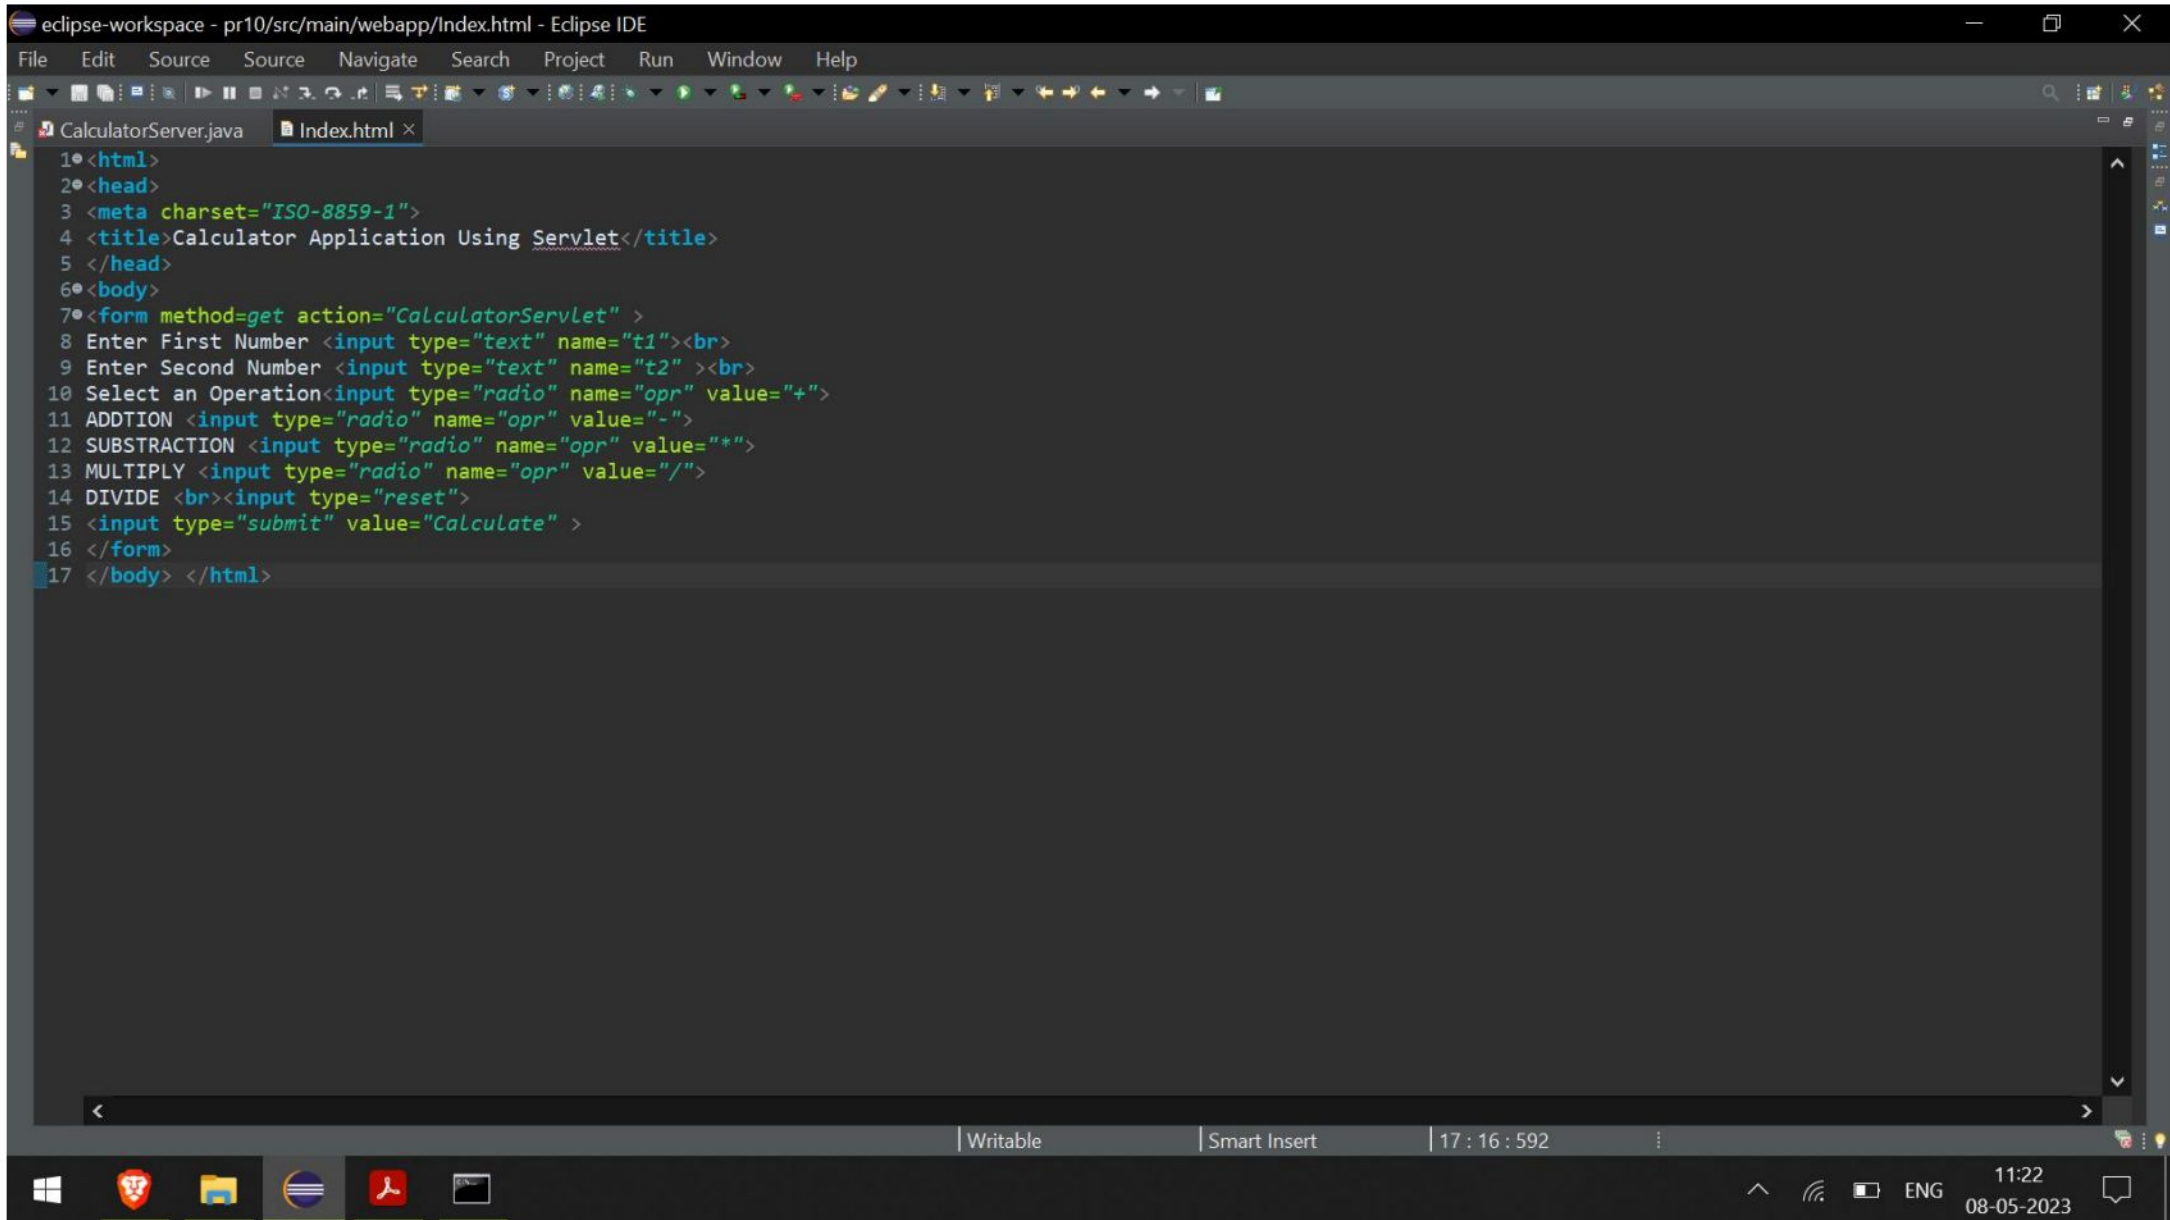 eclipse-workspace - pr10/src/main/webapp/Index.html - Eclipse IDE
File Edit Source Source Navigate Search Project Run Window Help
CalculatorServer.java Index.html
1 <html>
2 <head>
3 <meta charset="ISO-8859-1">
4 <title>Calculator Application Using Servlet</title>
5 </head>
6 <body>
7 <form method=get action="CalculatorServlet" >
8 Enter First Number <input type="text" name="t1"><br>
9 Enter Second Number <input type="text" name="t2" ><br>
10 Select an Operation<input type="radio" name="opr" value="+">
11 ADDTION <input type="radio" name="opr" value="-">
12 SUBSTRACTION <input type="radio" name="opr" value="*">
13 MULTIPLY <input type="radio" name="opr" value="/">
14 DIVIDE <br><input type="reset">
15 <input type="submit" value="Calculate" >
16 </form>
17 </body> </html>
Writable Smart Insert 17 : 16 : 592
ENG 11:22
08-05-2023